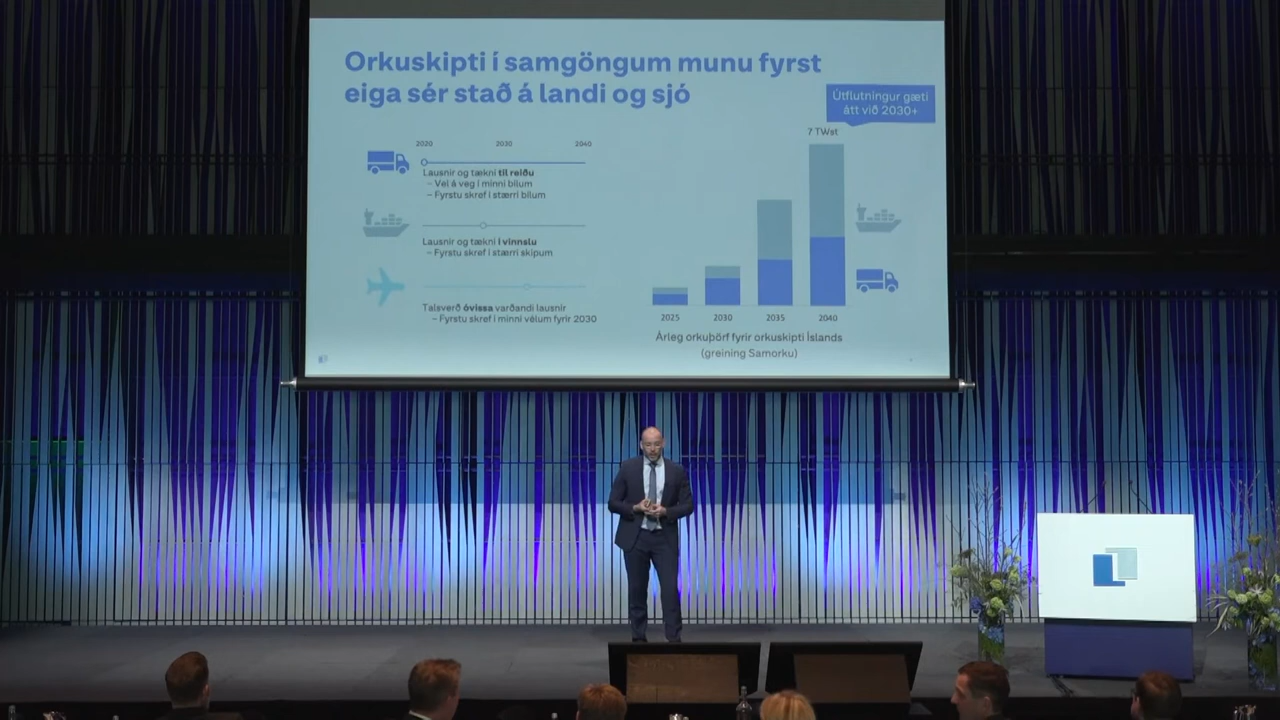 Orkuskipti í samgöngum munu fyrst
eiga sér stað á landi og sjó
Útflutningur gæti
átt við 2030+
7 TWst
2020 2030 2040
Lausnir og tækni til reiðu
– Vel á veg í minni bílum
– Fyrstu skref í stærri bílum
Lausnir og tækni í vinnslu
– Fyrstu skref í stærri skipum
Talsverð óvissa varðandi lausnir
– Fyrstu skref í minni vélum fyrir 2030
2025 2030 2035 2040
Árleg orkuþörf fyrir orkuskipti Íslands
(greining Samorku)